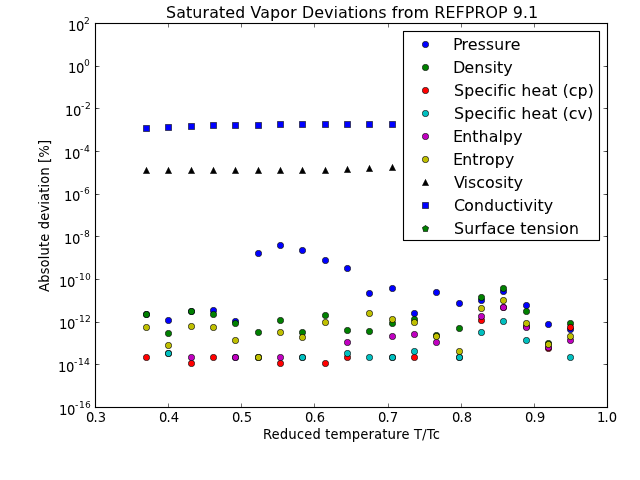 Saturated Vapor Deviations from REFPROP 9.1
Absolute deviation [%]
10^2
10^0
10^-2
10^-4
10^-6
10^-8
10^-10
10^-12
10^-14
10^-16
Pressure
Density
Specific heat (cp)
Specific heat (cv)
Enthalpy
Entropy
Viscosity
Conductivity
Surface tension
0.3 0.4 0.5 0.6 0.7 0.8 0.9 1.0
Reduced temperature T/Tc